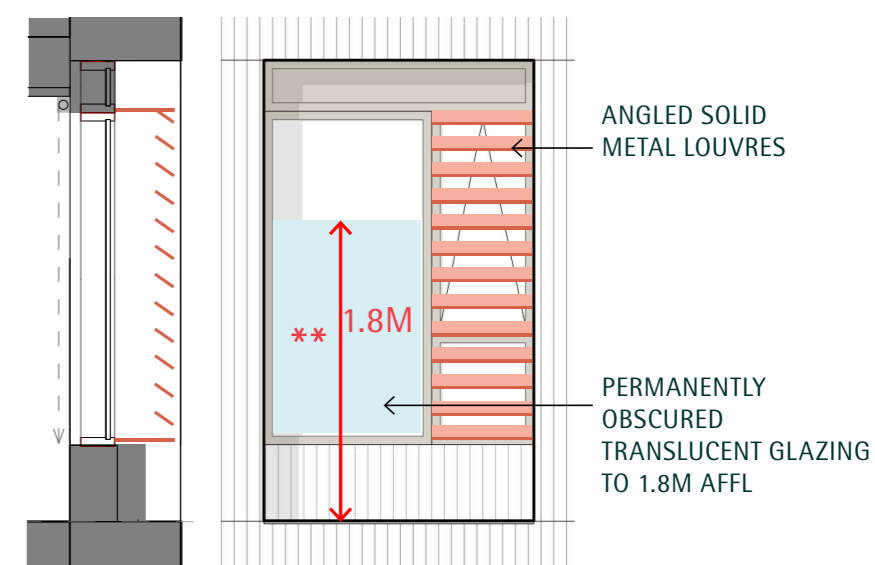 ANGLED SOLID
METAL LOUVRES
** 1.8M
PERMANENTLY
OBSCURED
TRANSLUCENT GLAZING
TO 1.8M AFFL